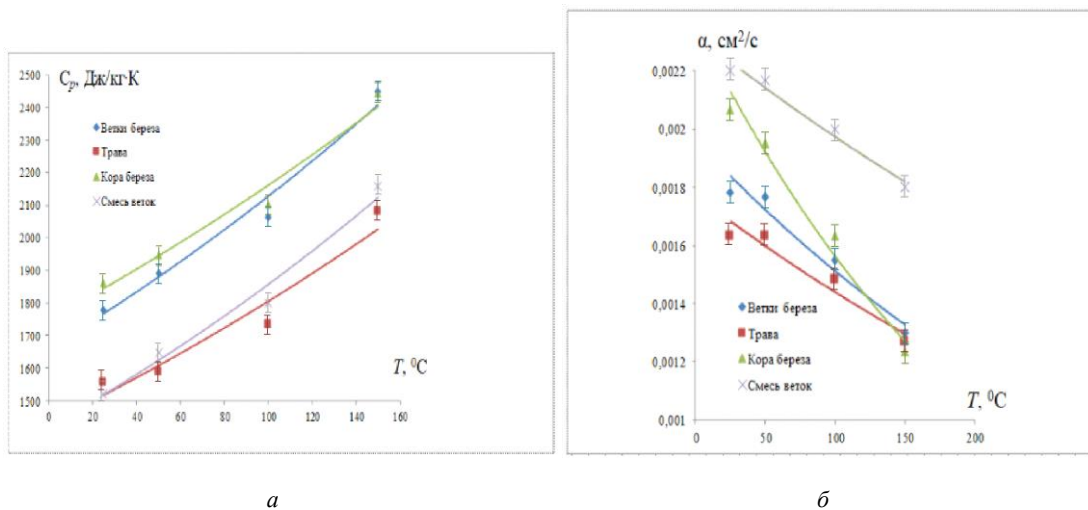 C_p, Дж/кг·К
2500
2400
2300
2200
2100
2000
1900
1800
1700
1600
1500
Ветки береза
Трава
Кора береза
Смесь веток
T, ⁰C
0 20 40 60 80 100 120 140 160
а
α, см²/с
0,0022
0,002
0,0018
0,0016
0,0014
0,0012
0,001
Ветки береза
Трава
Кора береза
Смесь веток
T, ⁰C
0 50 100 150 200
б